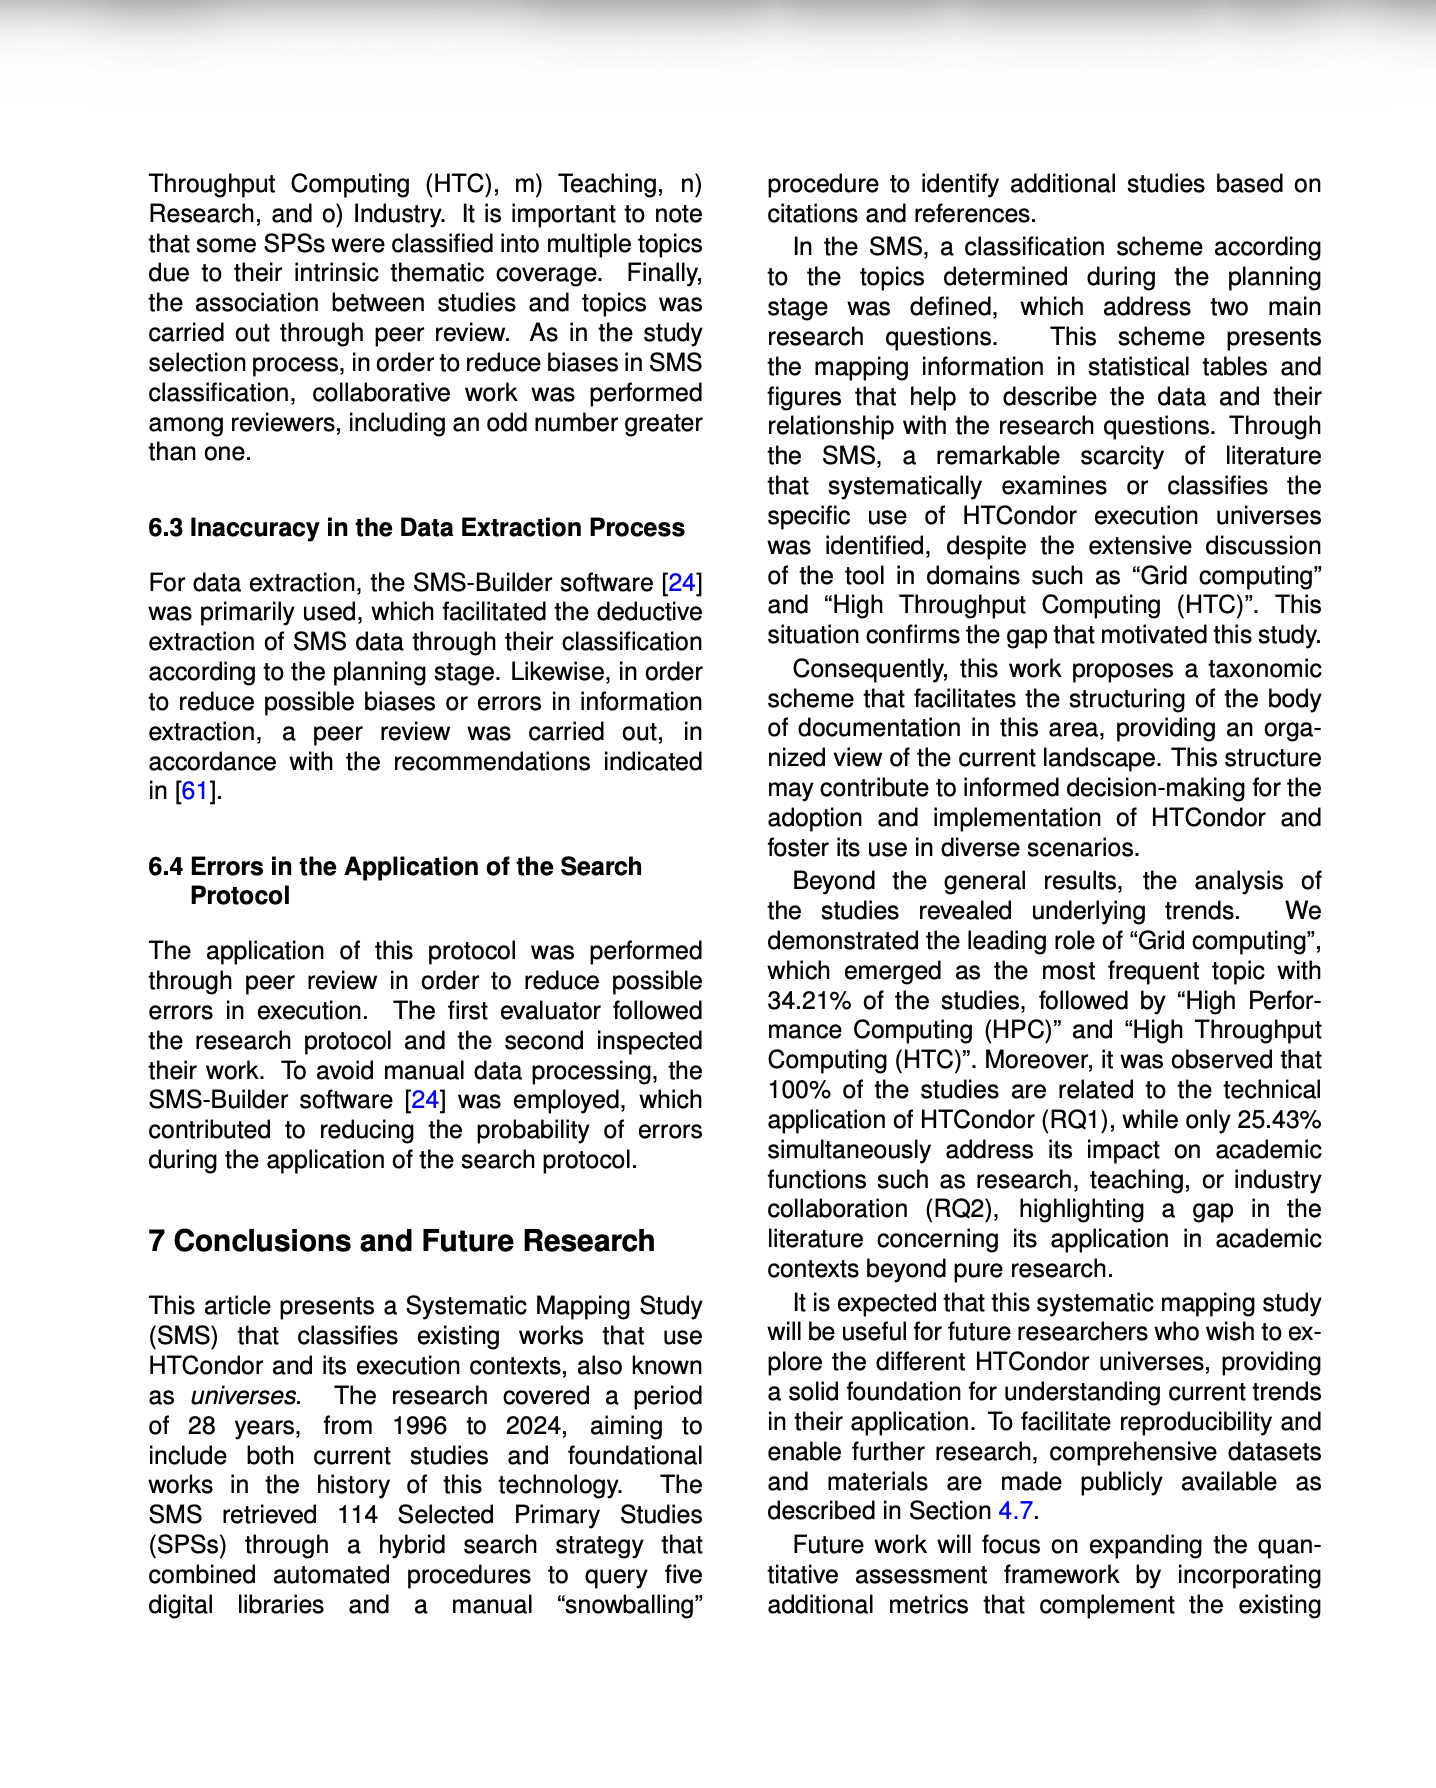 Throughput Computing (HTC), m) Teaching, n)
Research, and o) Industry. It is important to note
that some SPSs were classified into multiple topics
due to their intrinsic thematic coverage. Finally,
the association between studies and topics was
carried out through peer review. As in the study
selection process, in order to reduce biases in SMS
classification, collaborative work was performed
among reviewers, including an odd number greater
than one.
6.3 Inaccuracy in the Data Extraction Process
For data extraction, the SMS-Builder software [24]
was primarily used, which facilitated the deductive
extraction of SMS data through their classification
according to the planning stage. Likewise, in order
to reduce possible biases or errors in information
extraction, a peer review was carried out, in
accordance with the recommendations indicated
in [61].
6.4 Errors in the Application of the Search
Protocol
The application of this protocol was performed
through peer review in order to reduce possible
errors in execution. The first evaluator followed
the research protocol and the second inspected
their work. To avoid manual data processing, the
SMS-Builder software [24] was employed, which
contributed to reducing the probability of errors
during the application of the search protocol.
7 Conclusions and Future Research
This article presents a Systematic Mapping Study
(SMS) that classifies existing works that use
HTCondor and its execution contexts, also known
as universes. The research covered a period
of 28 years, from 1996 to 2024, aiming to
include both current studies and foundational
works in the history of this technology. The
SMS retrieved 114 Selected Primary Studies
(SPSs) through a hybrid search strategy that
combined automated procedures to query five
digital libraries and a manual “snowballing”
procedure to identify additional studies based on
citations and references.
In the SMS, a classification scheme according
to the topics determined during the planning
stage was defined, which address two main
research questions. This scheme presents
the mapping information in statistical tables and
figures that help to describe the data and their
relationship with the research questions. Through
the SMS, a remarkable scarcity of literature
that systematically examines or classifies the
specific use of HTCondor execution universes
was identified, despite the extensive discussion
of the tool in domains such as “Grid computing”
and “High Throughput Computing (HTC)”. This
situation confirms the gap that motivated this study.
Consequently, this work proposes a taxonomic
scheme that facilitates the structuring of the body
of documentation in this area, providing an orga-
nized view of the current landscape. This structure
may contribute to informed decision-making for the
adoption and implementation of HTCondor and
foster its use in diverse scenarios.
Beyond the general results, the analysis of
the studies revealed underlying trends. We
demonstrated the leading role of “Grid computing”,
which emerged as the most frequent topic with
34.21% of the studies, followed by “High Perfor-
mance Computing (HPC)” and “High Throughput
Computing (HTC)”. Moreover, it was observed that
100% of the studies are related to the technical
application of HTCondor (RQ1), while only 25.43%
simultaneously address its impact on academic
functions such as research, teaching, or industry
collaboration (RQ2), highlighting a gap in the
literature concerning its application in academic
contexts beyond pure research.
It is expected that this systematic mapping study
will be useful for future researchers who wish to ex-
plore the different HTCondor universes, providing
a solid foundation for understanding current trends
in their application. To facilitate reproducibility and
enable further research, comprehensive datasets
and materials are made publicly available as
described in Section 4.7.
Future work will focus on expanding the quan-
titative assessment framework by incorporating
additional metrics that complement the existing